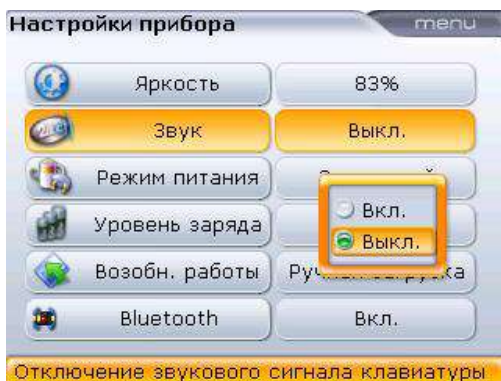 Настройки прибора menu
Яркость 83%
Звук Выкл.
Режим питания
Вкл.
Уровень заряда
Выкл.
Возобн. работы
Bluetooth Вкл.
Отключение звукового сигнала клавиатуры